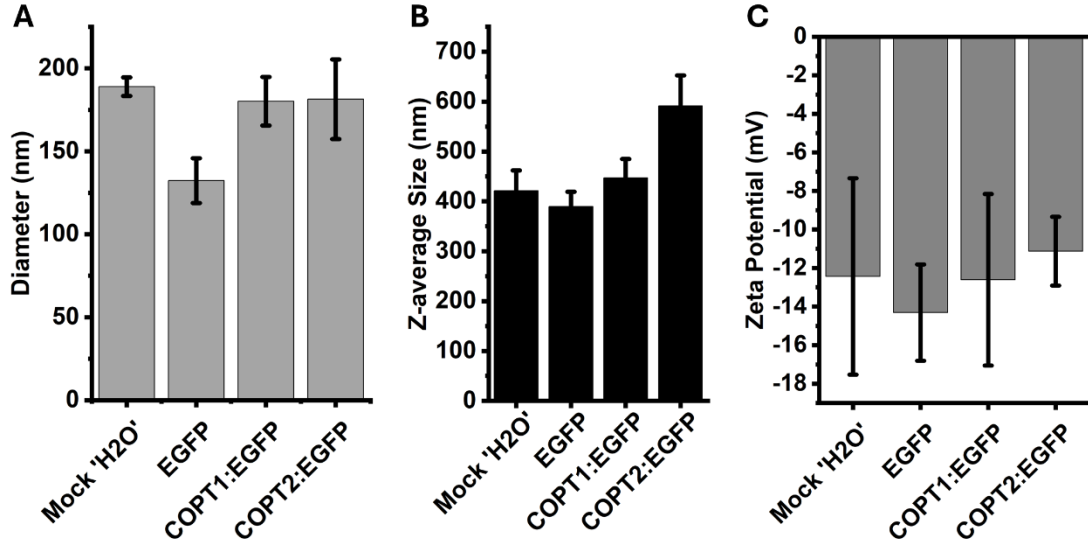 A
Diameter (nm)
200
150
100
50
0
Mock 'H2O'
EGFP
COPT1:EGFP
COPT2:EGFP
B
Z-average Size (nm)
700
600
500
400
300
200
100
0
Mock 'H2O'
EGFP
COPT1:EGFP
COPT2:EGFP
C
Zeta Potential (mV)
0
-2
-4
-6
-8
-10
-12
-14
-16
-18
Mock 'H2O'
EGFP
COPT1:EGFP
COPT2:EGFP